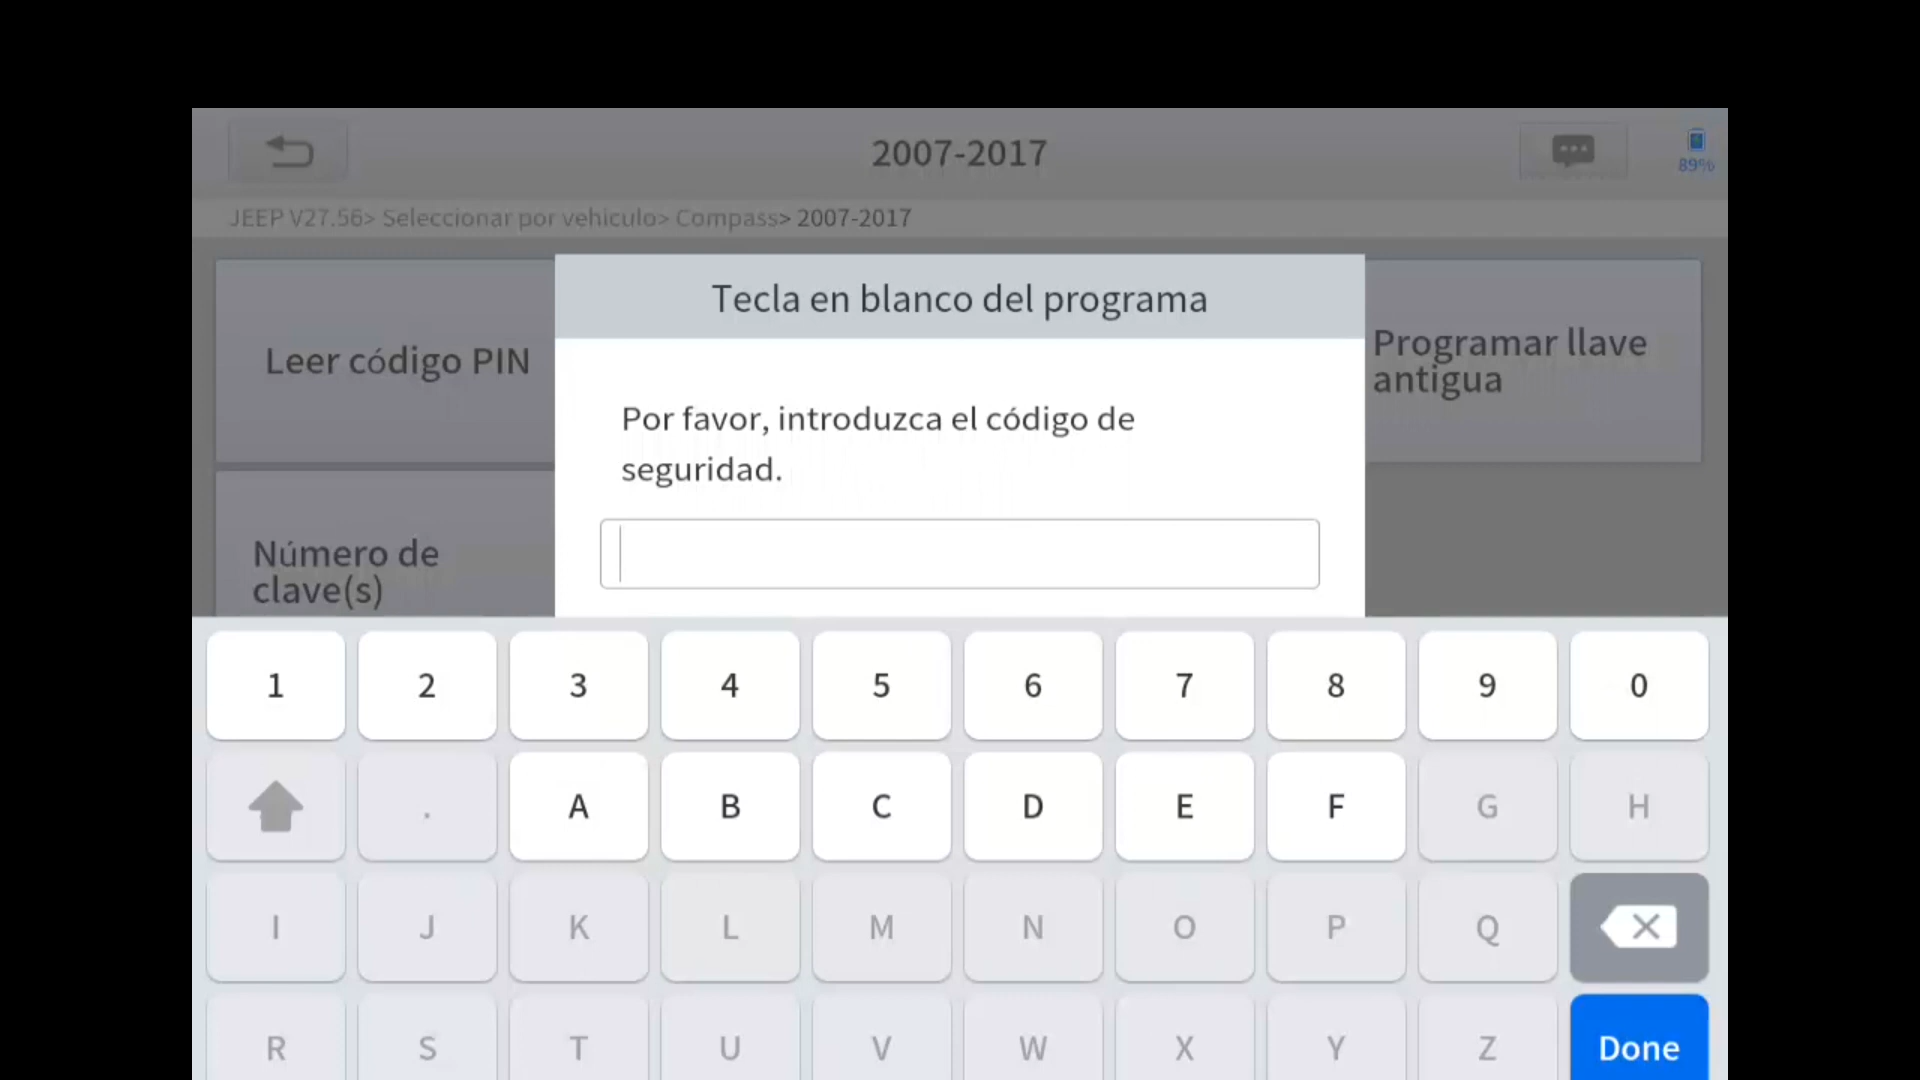 2007-2017
89%
JEEP V27.56> Seleccionar por vehículo> Compass> 2007-2017
Leer código PIN
Tecla en blanco del programa
Programar llave
antigua
Por favor, introduzca el código de
seguridad.
Número de
clave(s)
1 2 3 4 5 6 7 8 9 0
. A B C D E F G H
I J K L M N O P Q
R S T U V W X Y Z Done